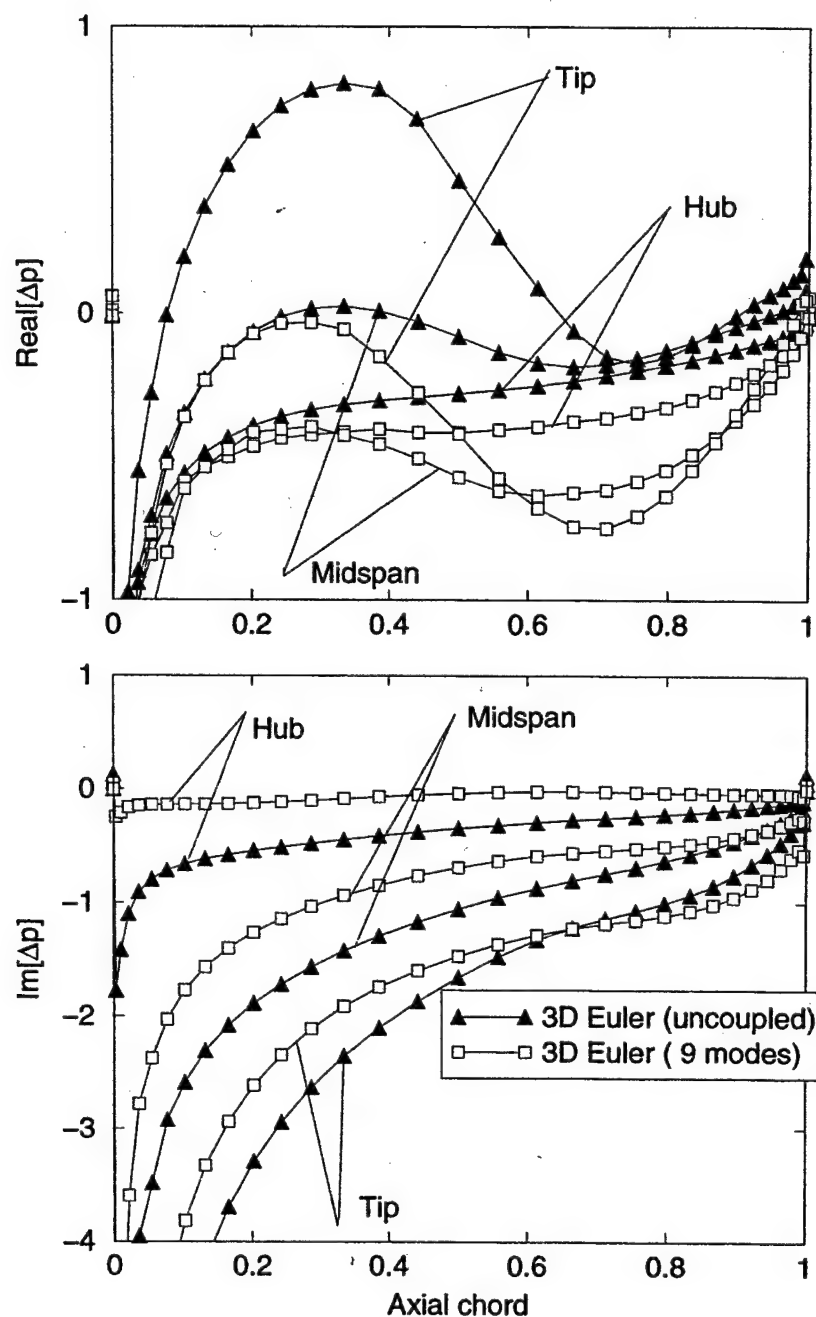 1
Tip
Hub
Real[Δp]
0
Midspan
−1
0
0.2
0.4
0.6
0.8
1
1
Hub
Midspan
0
Im[Δp]
−1
−2
3D Euler (uncoupled)
3D Euler ( 9 modes)
−3
Tip
−4
0
0.2
0.4
0.6
0.8
1
Axial chord